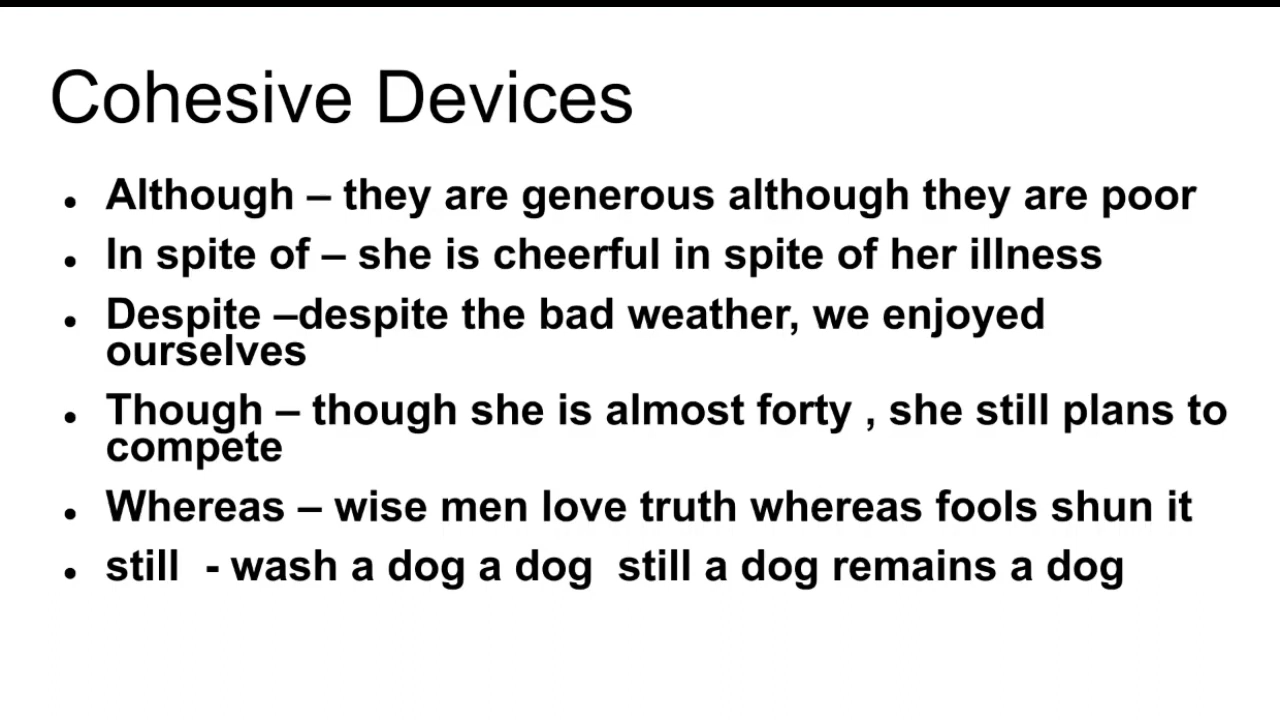 Cohesive Devices
• Although – they are generous although they are poor
• In spite of – she is cheerful in spite of her illness
• Despite –despite the bad weather, we enjoyed
ourselves
• Though – though she is almost forty , she still plans to
compete
• Whereas – wise men love truth whereas fools shun it
• still  - wash a dog a dog  still a dog remains a dog